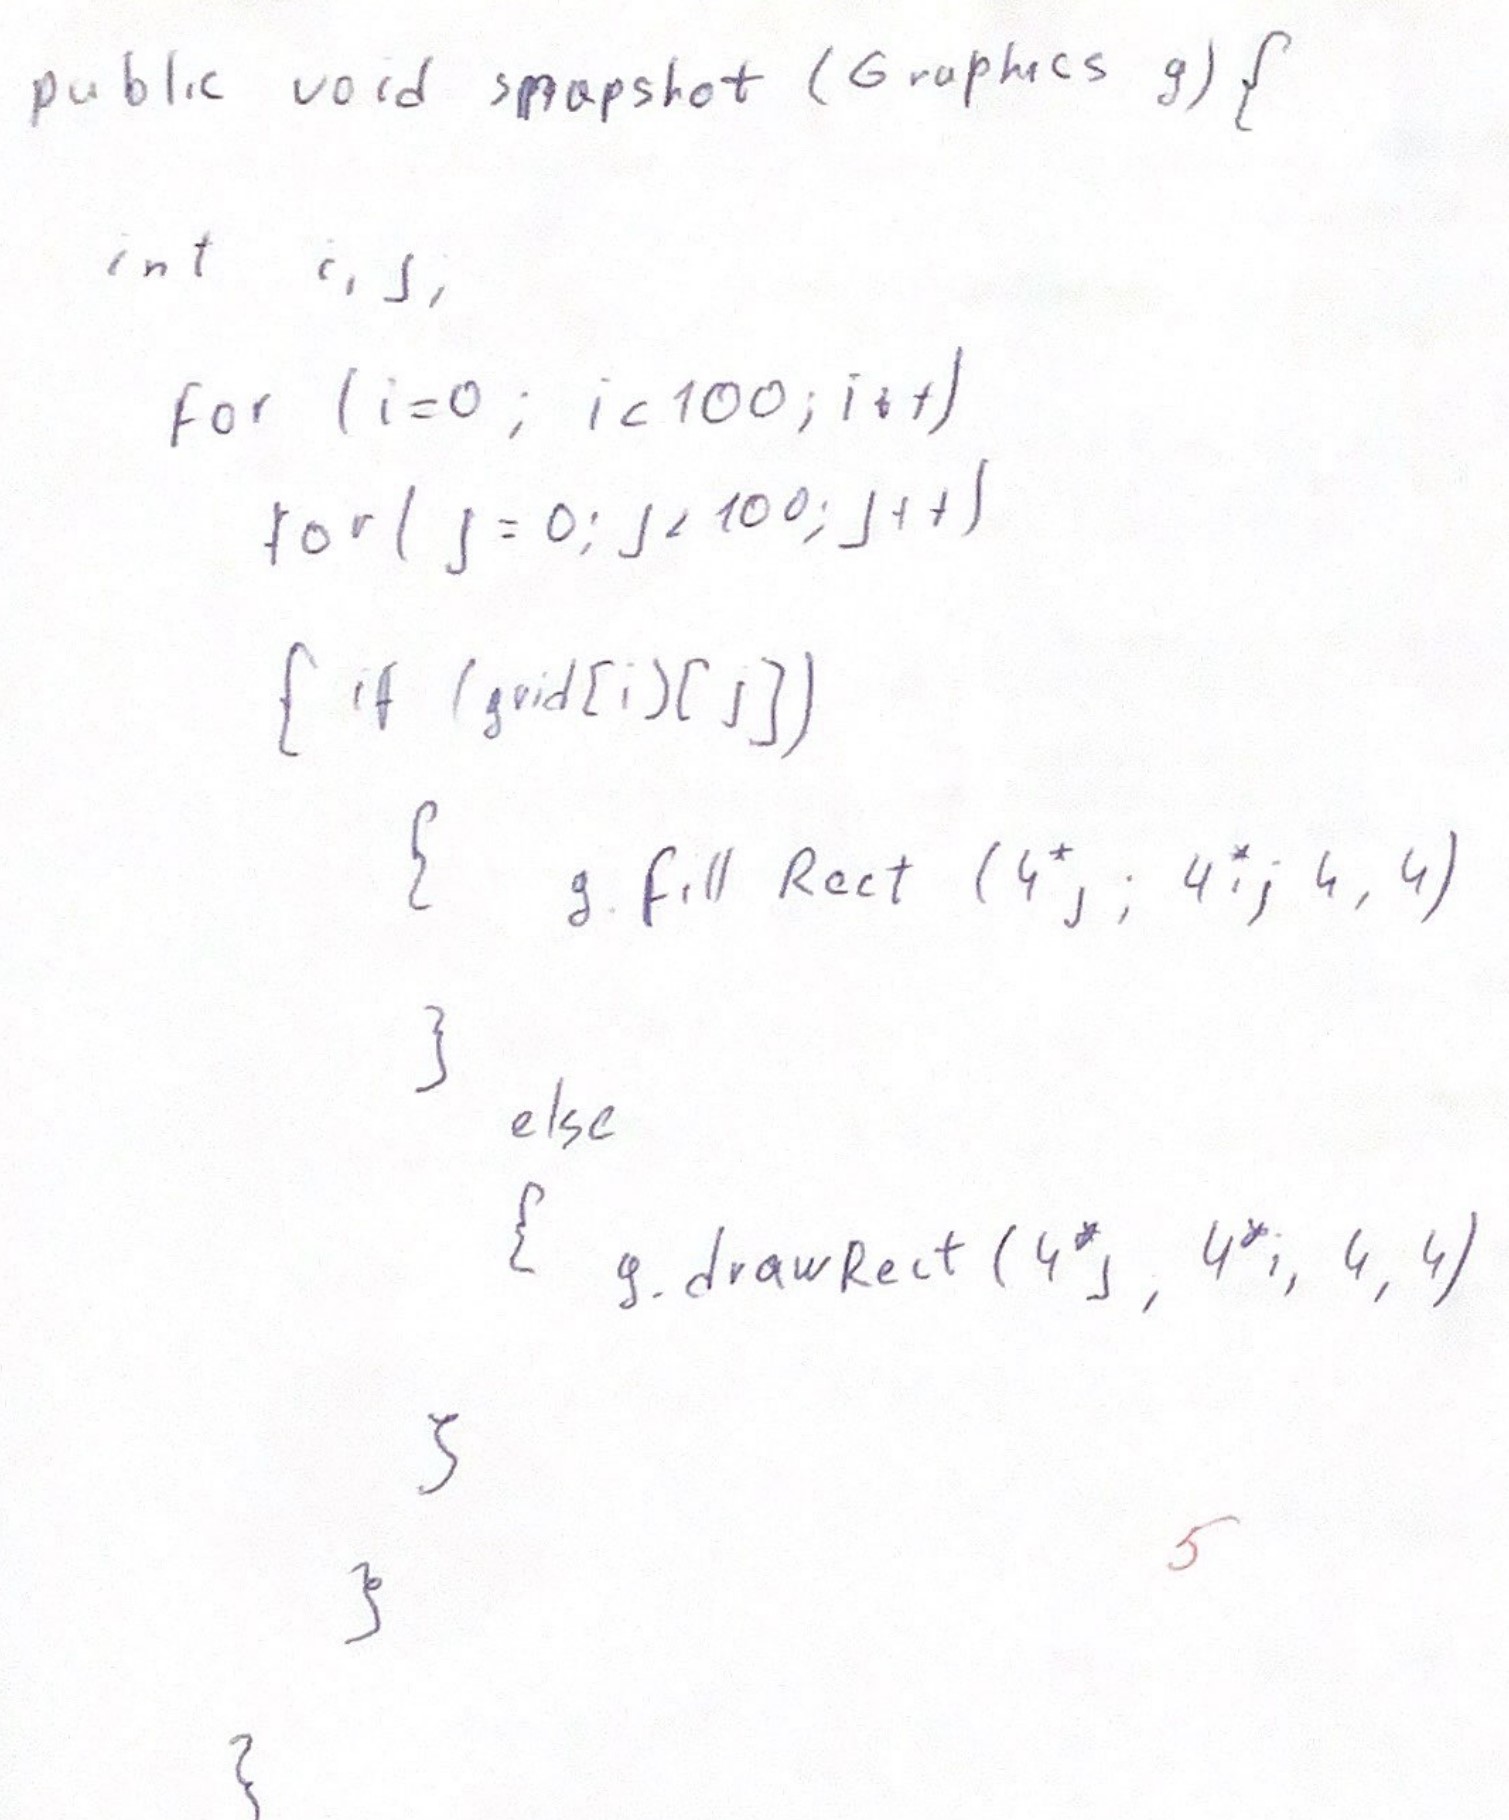 public void snapshot (Graphics g) {
int i, j,
for (i=0; i<100; i++)
for( j=0; j< 100; j++)
{ if (grid[i)[j])
{ g.fill Rect (4*j; 4*i; 4, 4)
}
else
{ g.drawRect (4*j, 4*i, 4, 4)
}
}
}
5